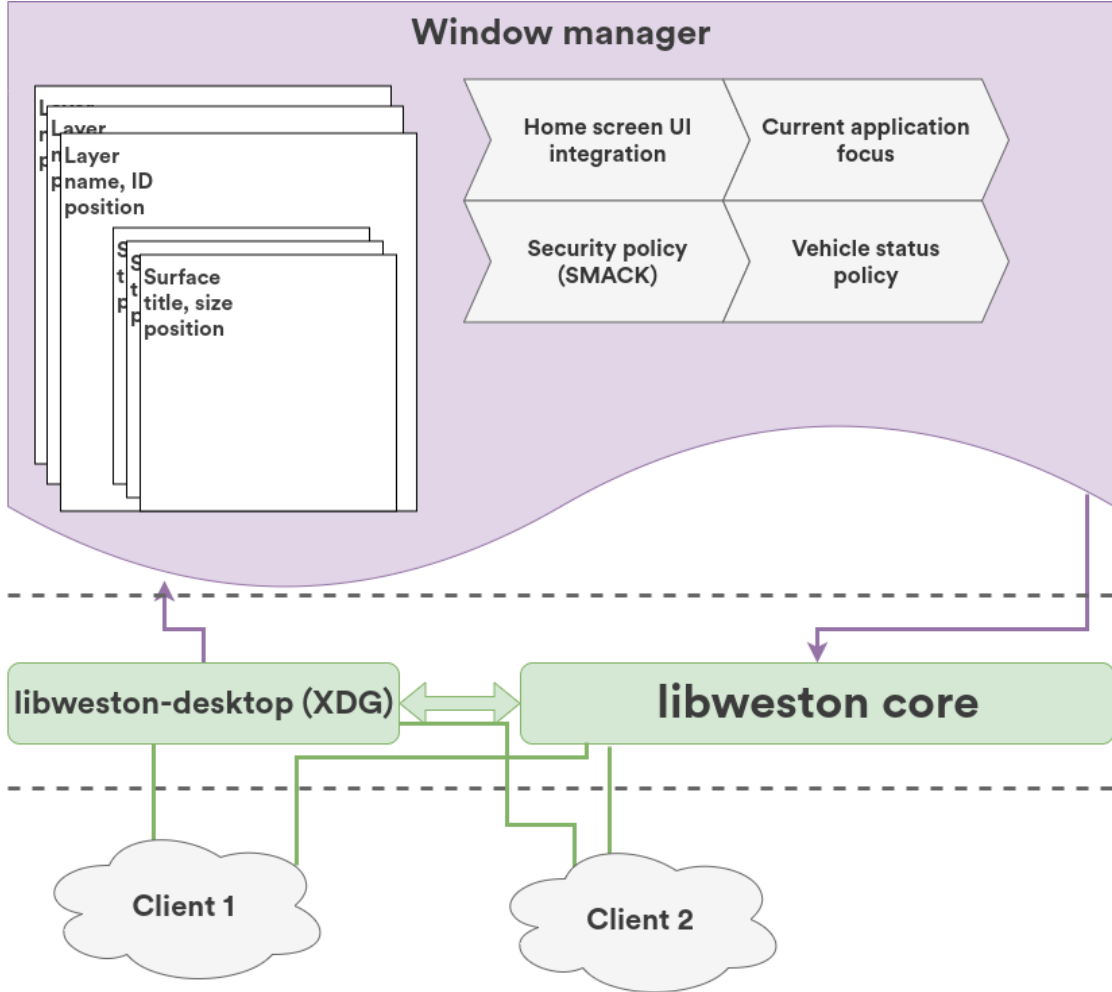 Window manager
Layer
name, ID
position
Surface
title, size
position
Home screen UI
integration
Current application
focus
Security policy
(SMACK)
Vehicle status
policy
libweston-desktop (XDG)
libweston core
Client 1
Client 2